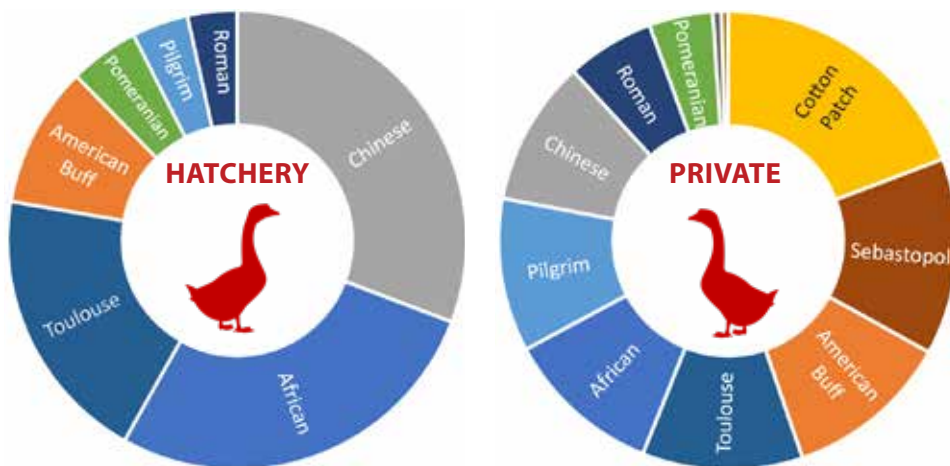 HATCHERY
Chinese
African
Toulouse
American
Buff
Pomeranian
Pilgrim
Roman
PRIVATE
Cotton
Patch
Sebastopol
American
Buff
Toulouse
African
Pilgrim
Chinese
Roman
Pomeranian